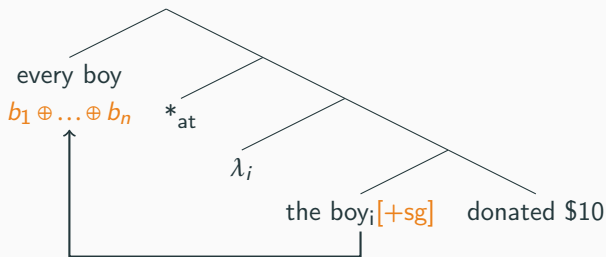 every boy
b₁ ⊕ … ⊕ bₙ
*at
λᵢ
the boyᵢ[+sg] donated $10